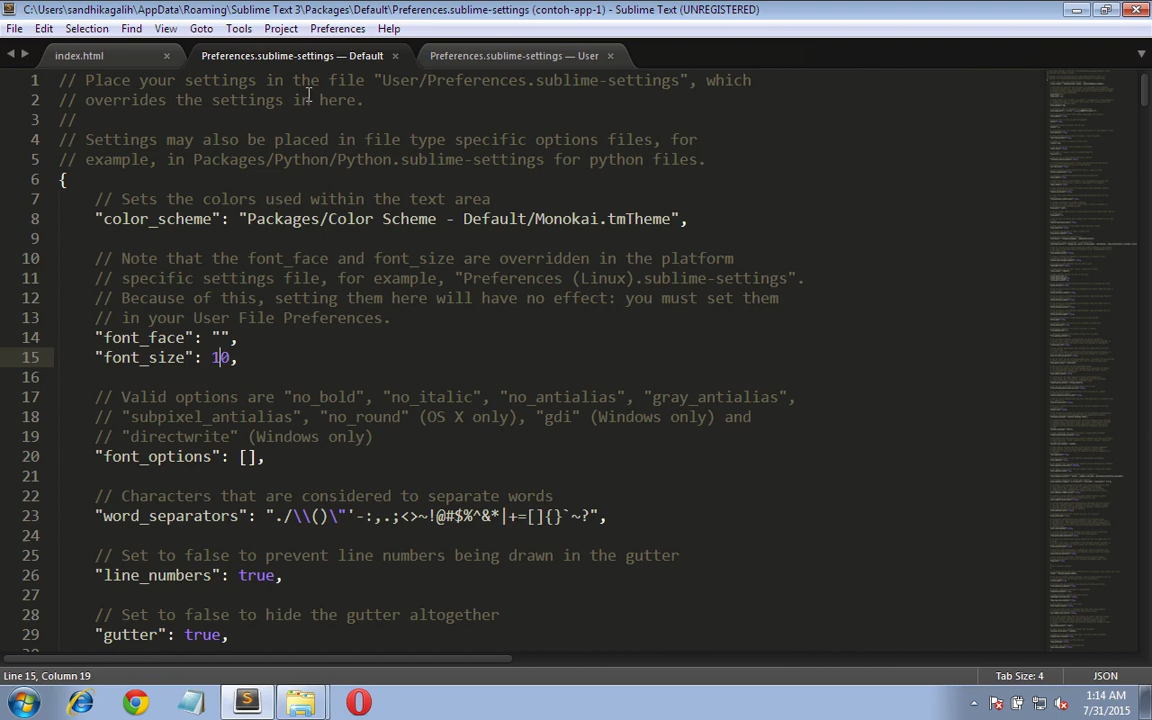 C:\Users\sandhikagalih\AppData\Roaming\Sublime Text 3\Packages\Default\Preferences.sublime-settings (contoh-app-1) - Sublime Text (UNREGISTERED)
File Edit Selection Find View Goto Tools Project Preferences Help
index.html × Preferences.sublime-settings — Default × Preferences.sublime-settings — User ×
1 // Place your settings in the file "User/Preferences.sublime-settings", which
2 // overrides the settings in here.
3 //
4 // Settings may also be placed in file type specific options files, for
5 // example, in Packages/Python/Python.sublime-settings for python files.
6 {
7 // Sets the colors used within the text area
8 "color_scheme": "Packages/Color Scheme - Default/Monokai.tmTheme",
9
10 // Note that the font_face and font_size are overridden in the platform
11 // specific settings file, for example, "Preferences (Linux).sublime-settings".
12 // Because of this, setting them here will have no effect: you must set them
13 // in your User File Preferences.
14 "font_face": "",
15 "font_size": 10,
16
17 // Valid options are "no_bold", "no_italic", "no_antialias", "gray_antialias",
18 // "subpixel_antialias", "no_round" (OS X only), "gdi" (Windows only) and
19 // "directwrite" (Windows only)
20 "font_options": [],
21
22 // Characters that are considered to separate words
23 "word_separators": "./\\()\"'-:,.;<>~!@#$%^&*|+=[]{}`~?",
24
25 // Set to false to prevent line numbers being drawn in the gutter
26 "line_numbers": true,
27
28 // Set to false to hide the gutter altogether
29 "gutter": true,
Line 15, Column 19 Tab Size: 4 JSON
1:14 AM
7/31/2015